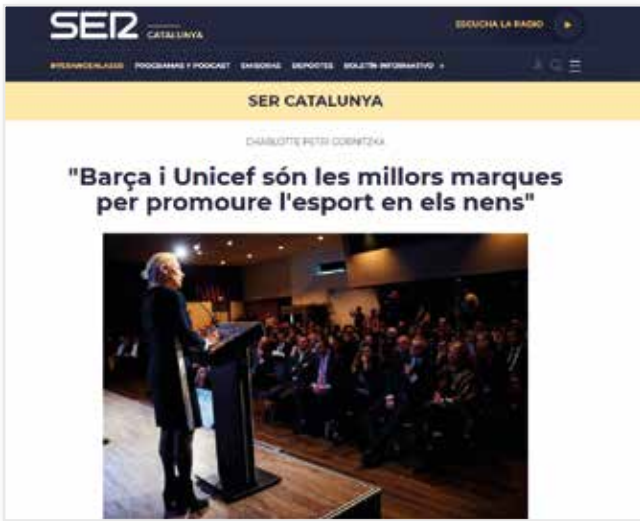 SER CATALUNYA
ESCUCHA LA RADIO
PROGRAMAS Y PODCAST EMISORAS DEPORTES BOLETÍN INFORMATIVO
SER CATALUNYA
CHARLOTTE PETRI GORNITZKA
"Barça i Unicef són les millors marques
per promoure l'esport en els nens"